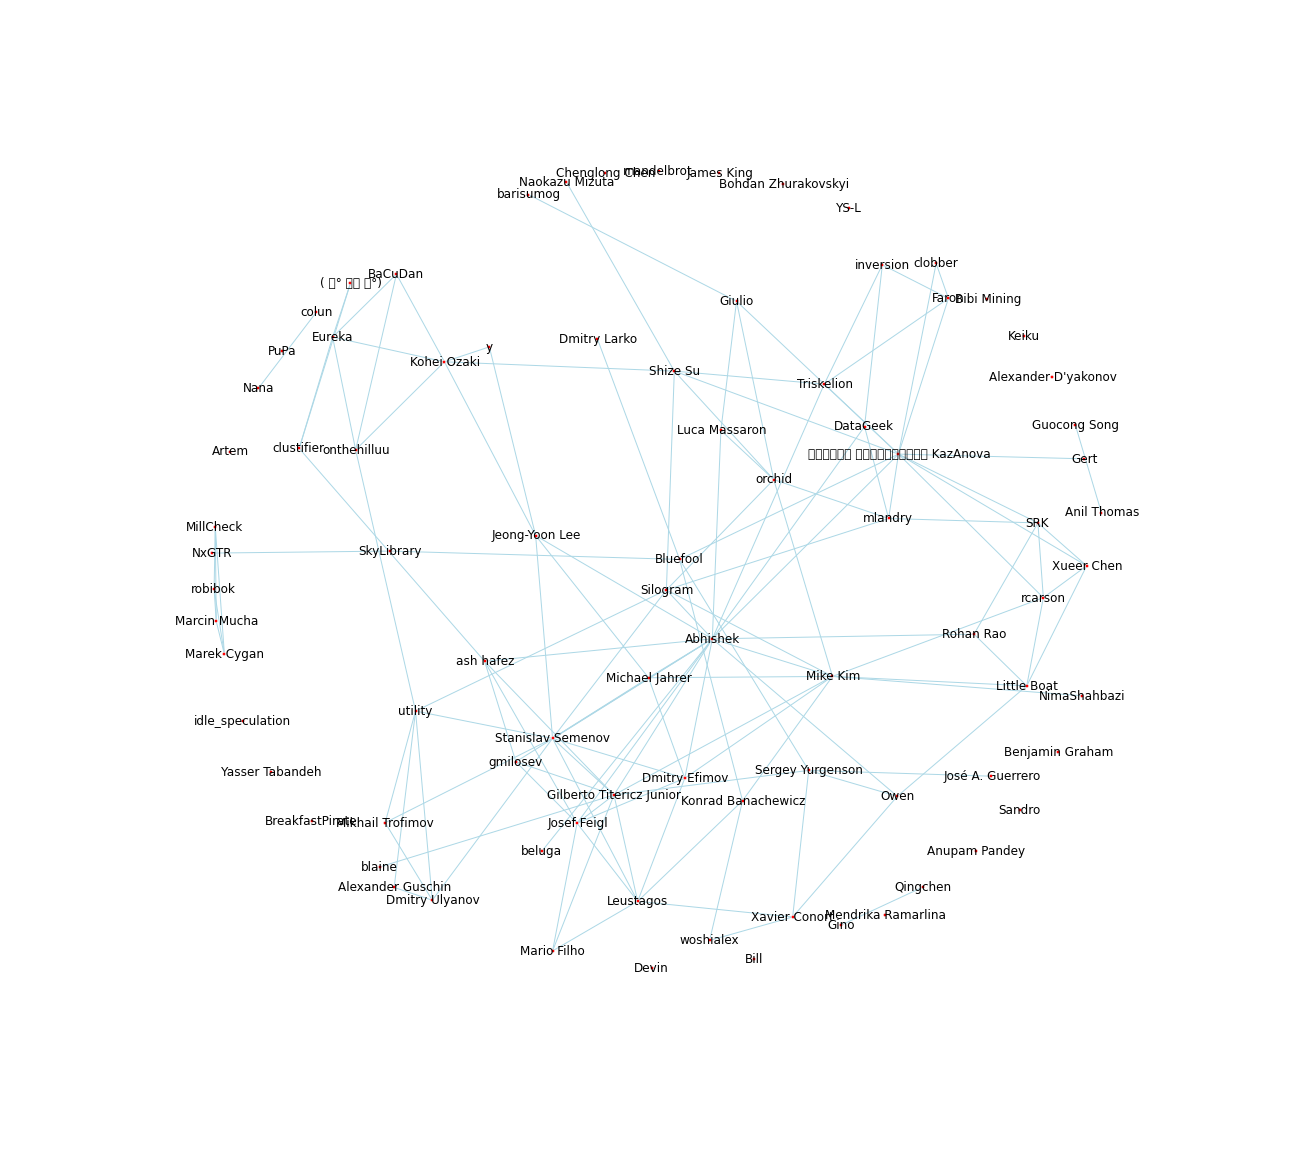 Chenglong Chen
mandelbrot
James King
Naokazu Mizuta
Bohdan Zhurakovskyi
barisumog
YS-L
inversion
clobber
BaCuDan
Faron
Bibi Mining
Giulio
colun
Eureka
Keiku
Dmitry Larko
y
PuPa
Kohei Ozaki
Shize Su
Alexander D'yakonov
Triskelion
Nana
Guocong Song
DataGeek
Luca Massaron
clustifier
onthehilluu
Artem
KazAnova
Gert
orchid
Anil Thomas
mlandry
SRK
MillCheck
Jeong-Yoon Lee
NxGTR
SkyLibrary
Bluefool
Xueer Chen
robibok
Silogram
rcarson
Marcin Mucha
Rohan Rao
Abhishek
Marek Cygan
ash hafez
Michael Jahrer
Mike Kim
Little Boat
NimaShahbazi
utility
idle_speculation
Stanislav Semenov
Benjamin Graham
gmilosev
Yasser Tabandeh
Sergey Yurgenson
José A. Guerrero
Dmitry Efimov
Gilberto Titericz Junior
Owen
Konrad Banachewicz
Sandro
BreakfastPirate
Mikhail Trofimov
Josef Feigl
beluga
Anupam Pandey
blaine
Alexander Guschin
Qingchen
Dmitry Ulyanov
Leustagos
Mendrika Ramarlina
Xavier Conort
Gino
woshialex
Mario Filho
Bill
Devin